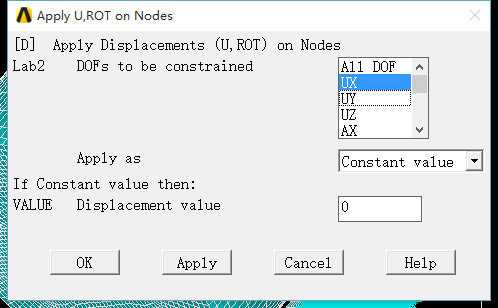 Apply U,ROT on Nodes
[D] Apply Displacements (U,ROT) on Nodes
Lab2 DOFs to be constrained
All DOF
UX
UY
UZ
AX
Apply as Constant value
If Constant value then:
VALUE Displacement value 0
OK Apply Cancel Help